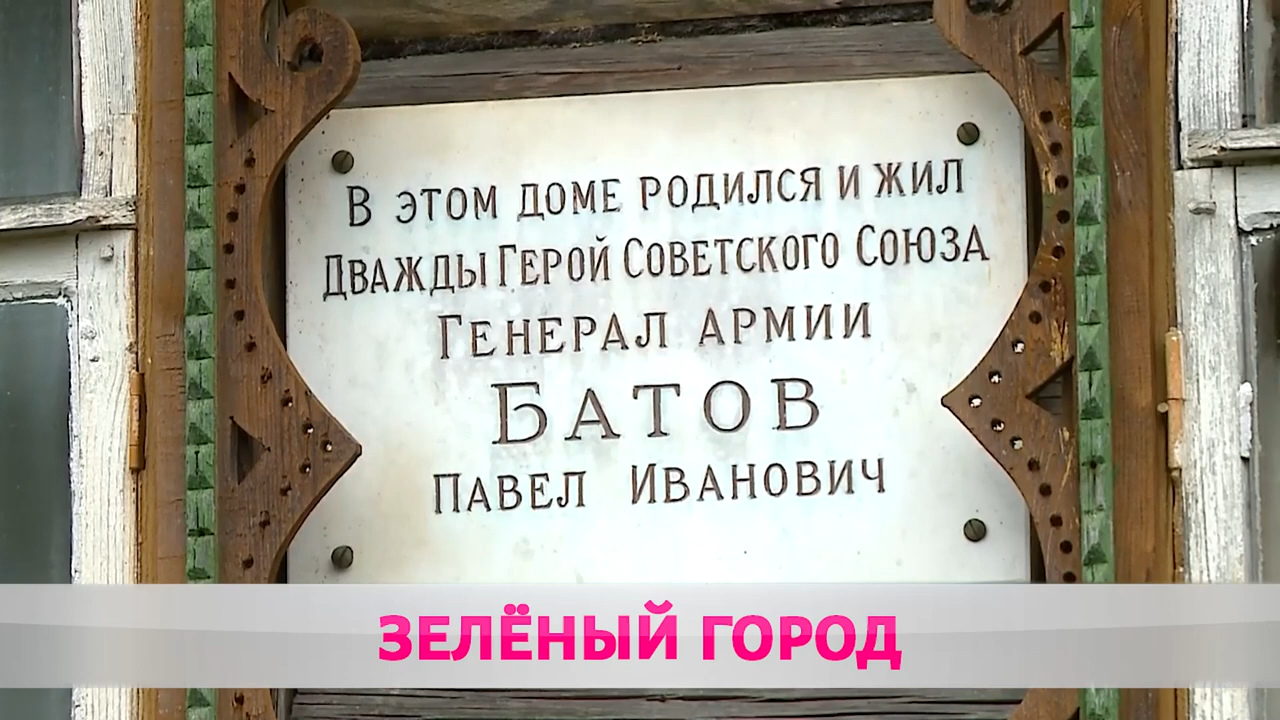 В ЭТОМ ДОМЕ РОДИЛСЯ И ЖИЛ
ДВАЖДЫ ГЕРОЙ СОВЕТСКОГО СОЮЗА
ГЕНЕРАЛ АРМИИ
БАТОВ
ПАВЕЛ ИВАНОВИЧ
ЗЕЛЁНЫЙ ГОРОД